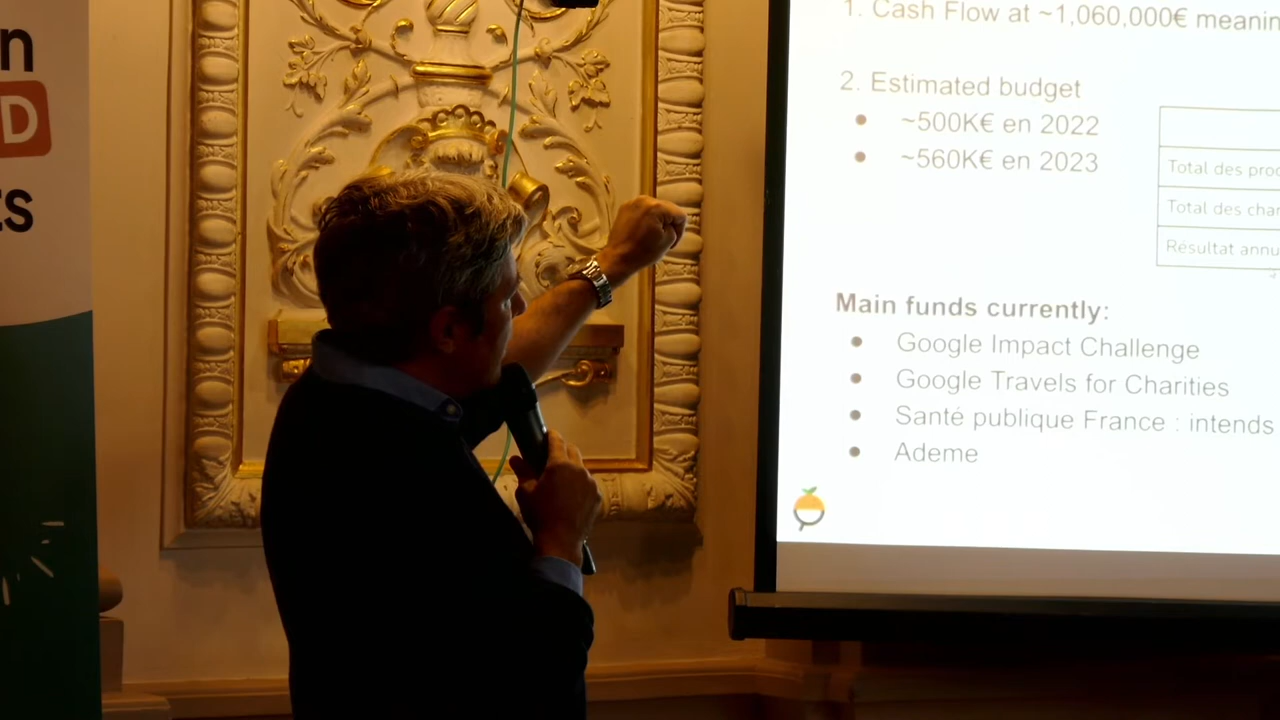 n
D
ts
1. Cash Flow at ~1,060,000€ meanin
2. Estimated budget
• ~500K€ en 2022
• ~560K€ en 2023
Total des prod
Total des char
Résultat annu
Main funds currently:
• Google Impact Challenge
• Google Travels for Charities
• Santé publique France : intends
• Ademe